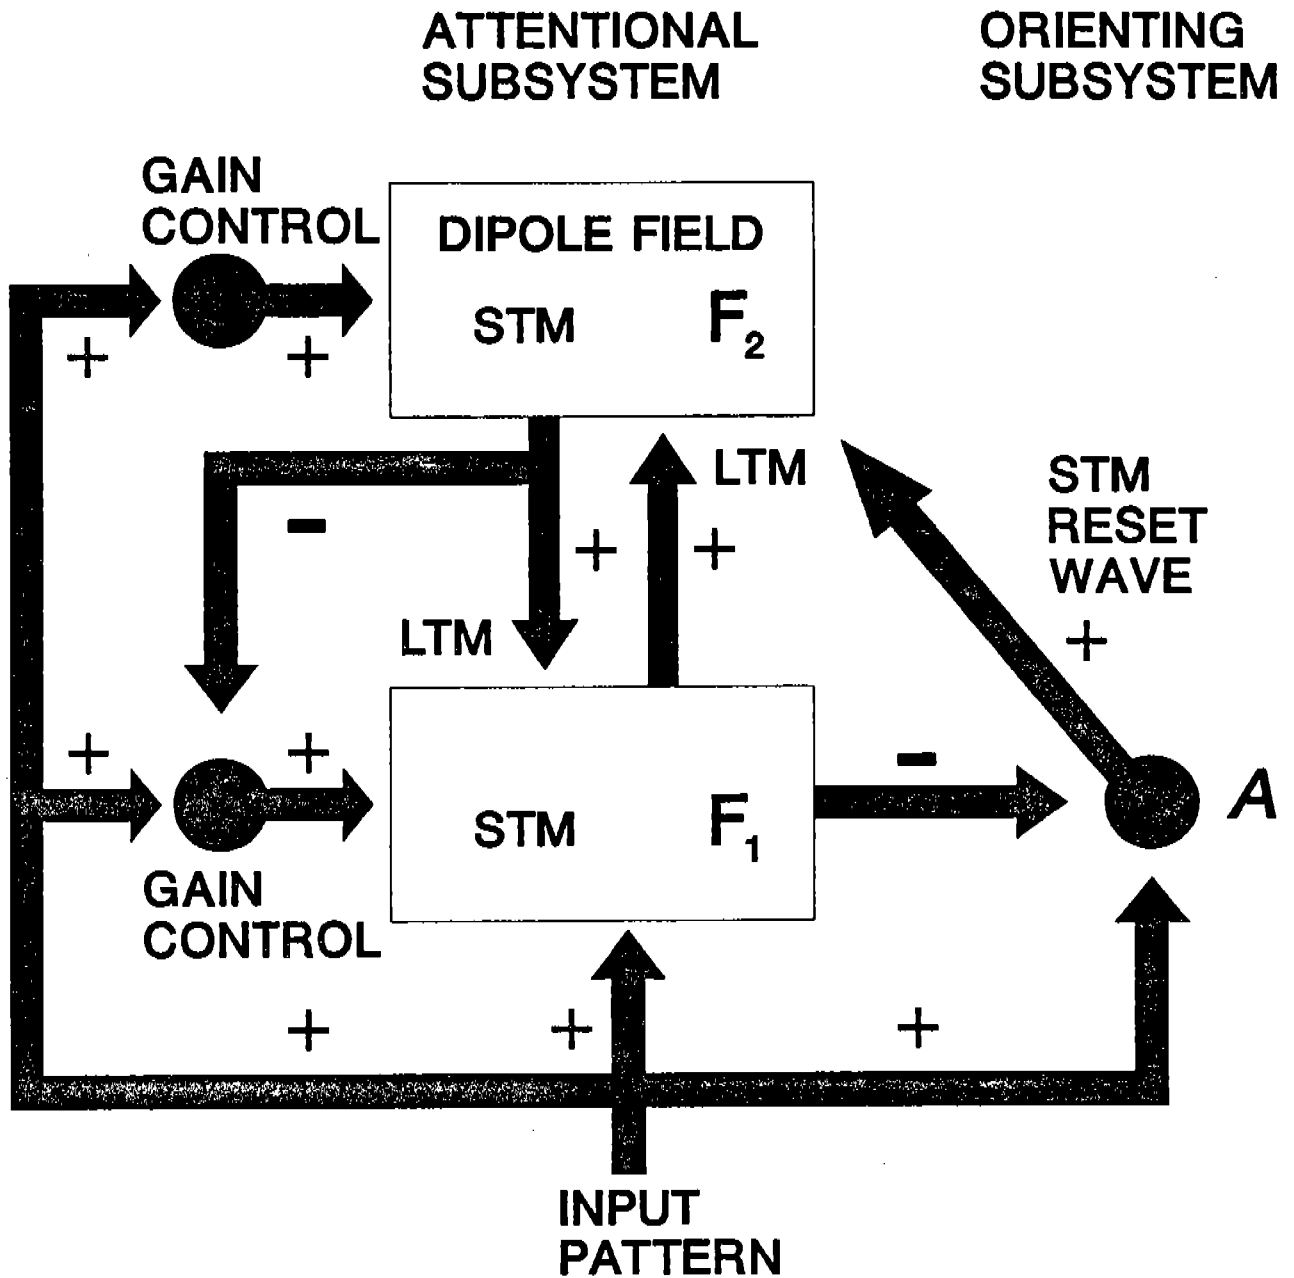 ATTENTIONAL
SUBSYSTEM
ORIENTING
SUBSYSTEM
GAIN
CONTROL
DIPOLE FIELD
STM F2
+ +
LTM
STM
RESET
WAVE
-
+ +
LTM
+
+ +
-
STM F1
A
GAIN
CONTROL
+ + +
INPUT
PATTERN